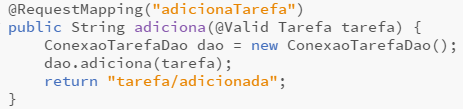 @RequestMapping("adicionaTarefa")
public String adiciona(@Valid Tarefa tarefa) {
    ConexaoTarefaDao dao = new ConexaoTarefaDao();
    dao.adiciona(tarefa);
    return "tarefa/adicionada";
}